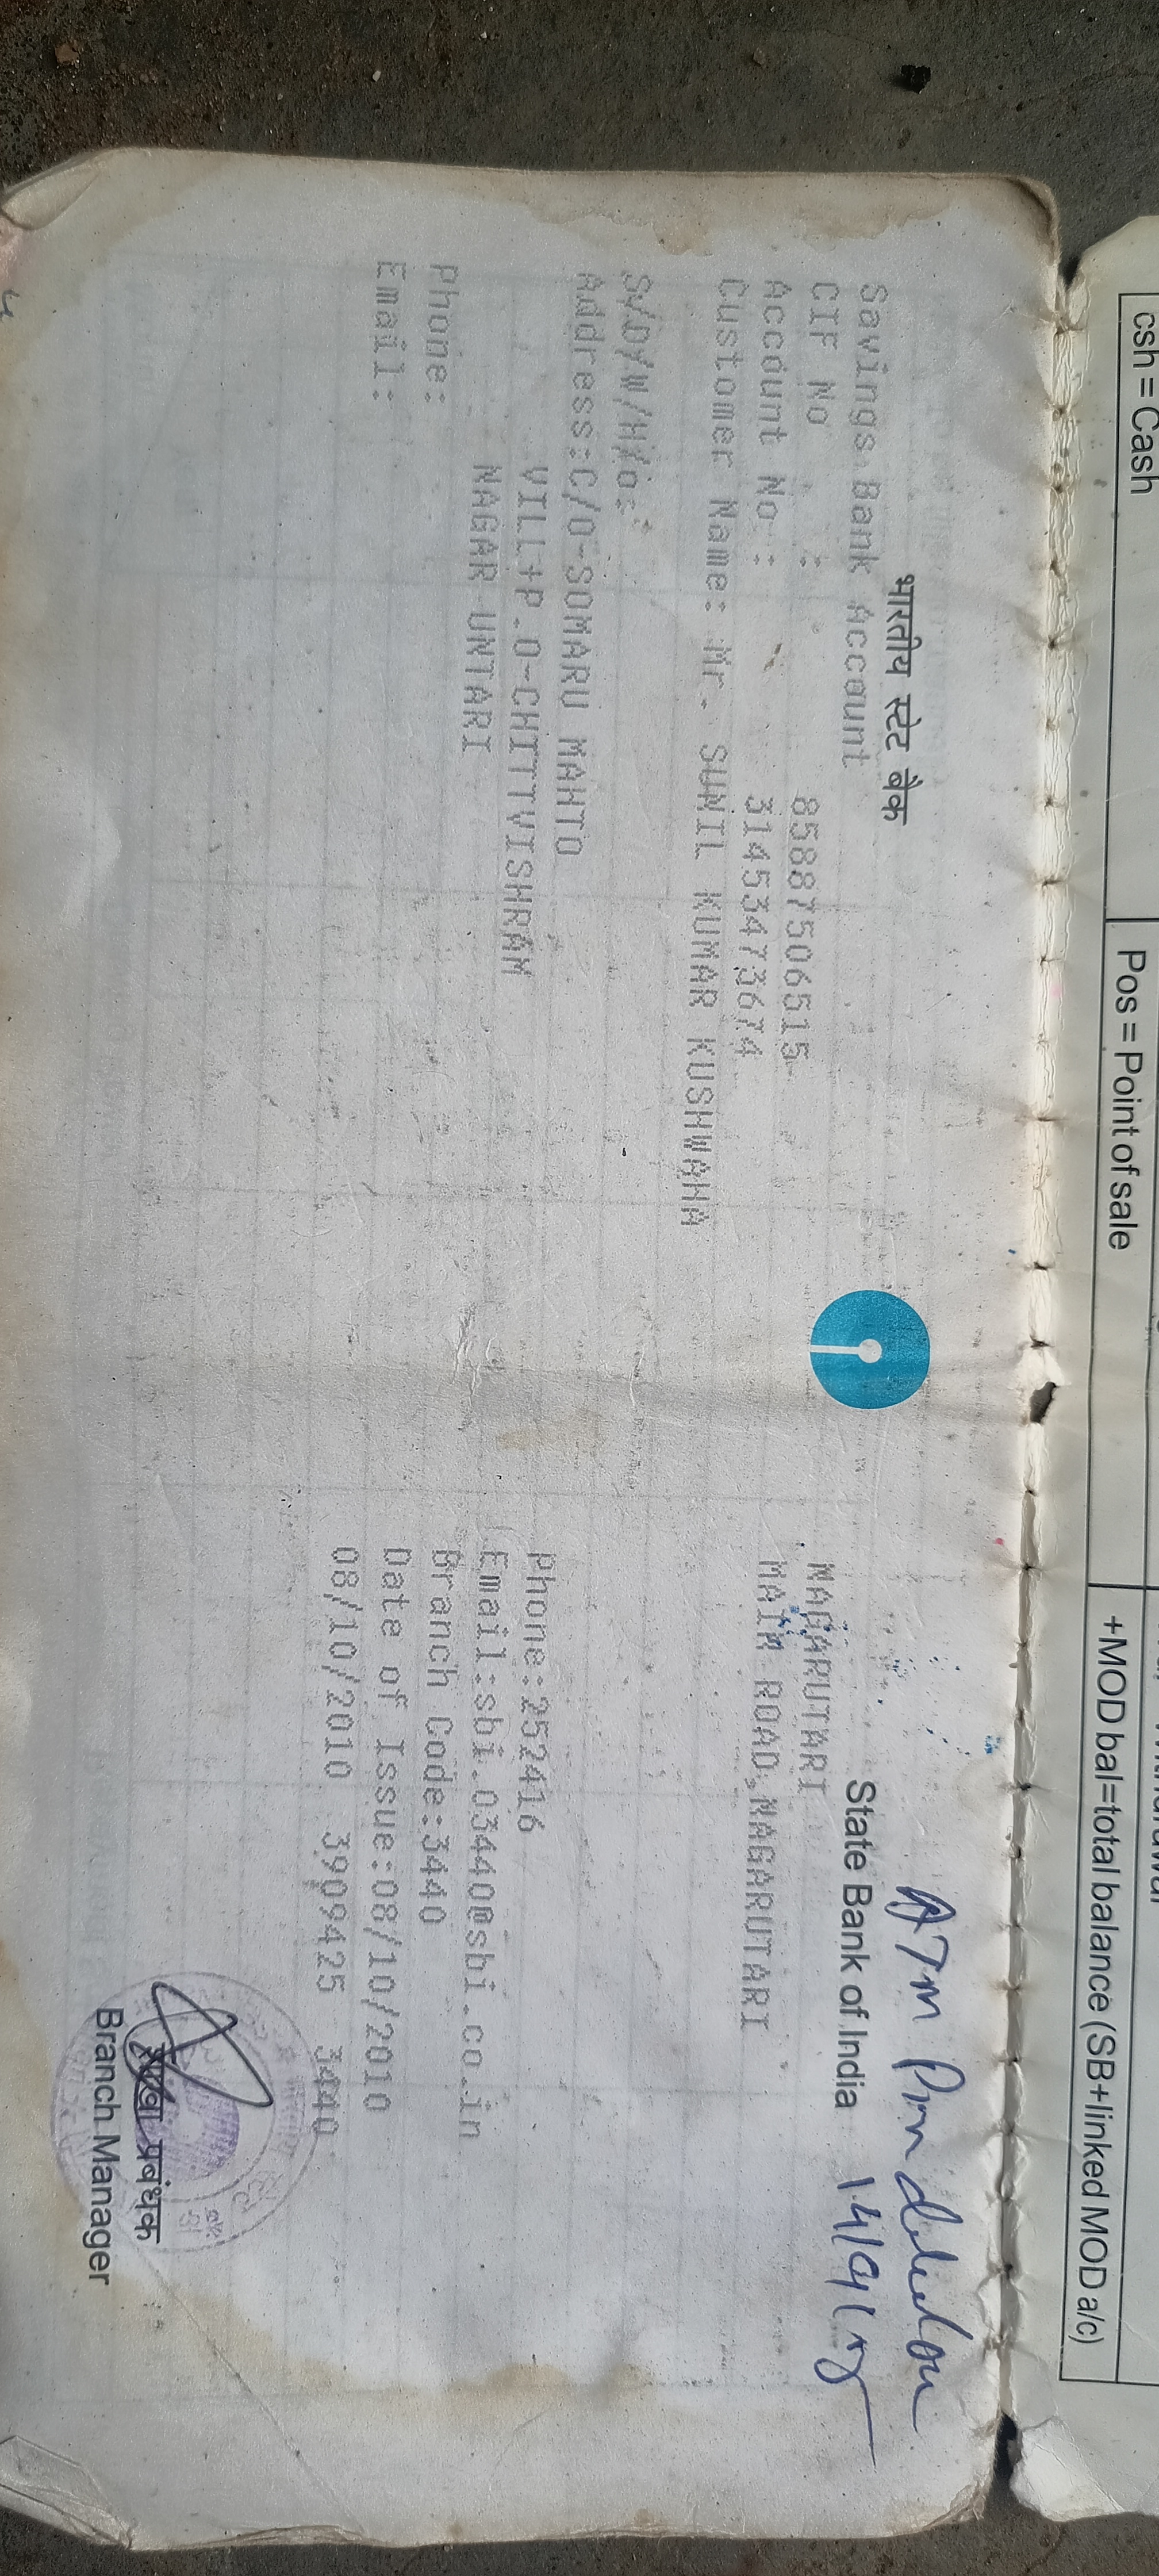 csh = Cash
Pos = Point of sale
+MOD bal=total balance (SB+linked MOD a/c)
ATM Pin
भारतीय स्टेट बैंक
State Bank of India
Savings Bank Account
CIF No : 85887506515
Account No : 31453473674
Customer Name: Mr. SUNIL KUMAR KUSHWAHA
S/D/W/H/o:
Address:C/O-SOMARU MAHTO
VILL+P.O-CHITTVISHRAM
NAGAR UNTARI
Phone:
Email:
NAGARUTARI
MAIN ROAD,NAGARUTARI
Phone:252416
Email:sbi.03440@sbi.co.in
Branch Code:3440
Date of Issue:08/10/2010
08/10/2010 3909425 3440
शाखा प्रबंधक
Branch Manager